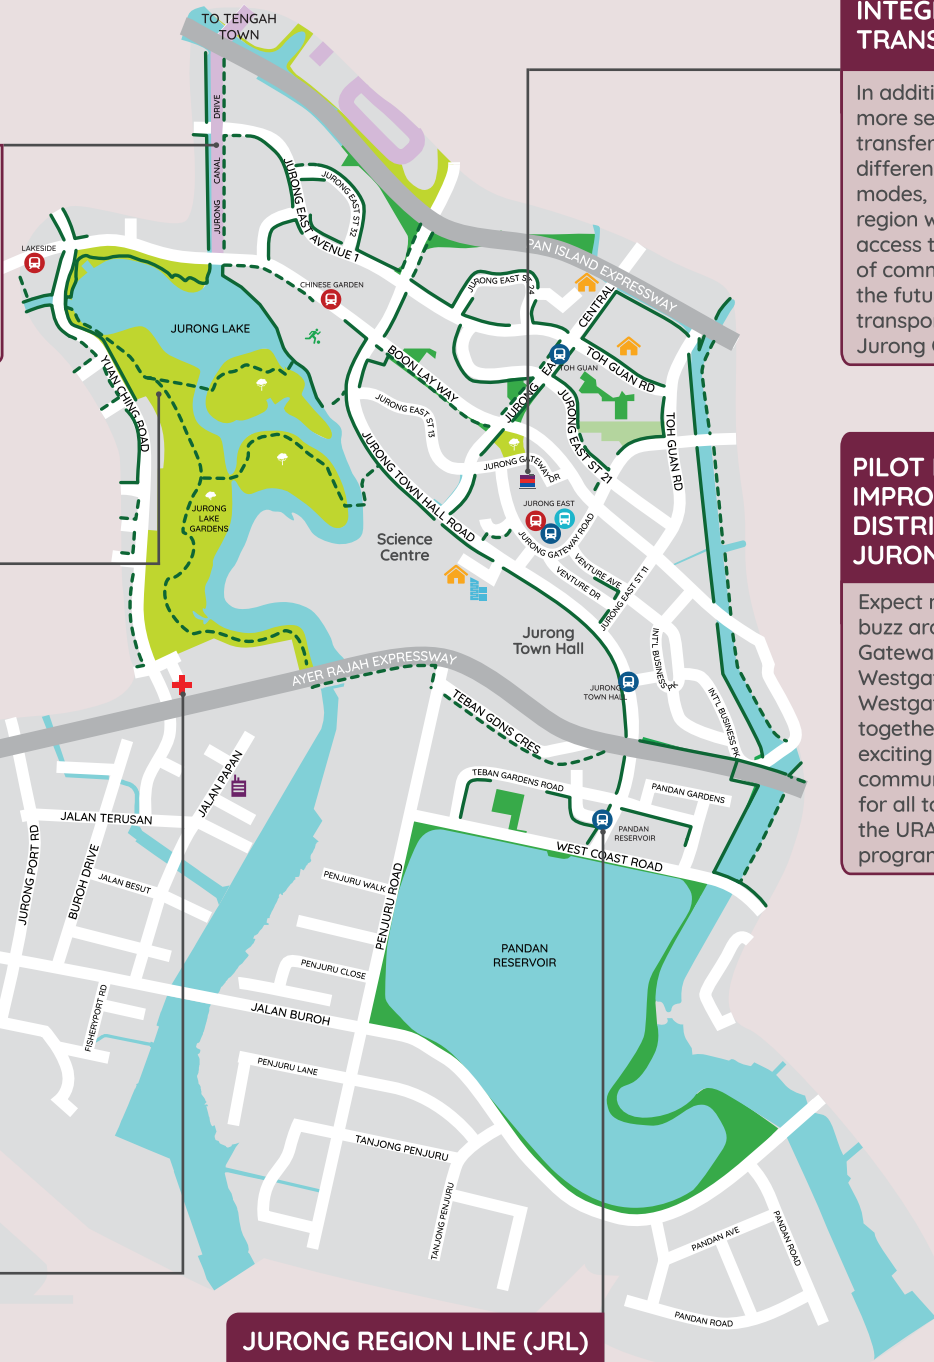 TO TENGAH
TOWN
INTEG
TRANS
In additi
more se
transfer
differen
modes,
region w
access t
of comm
the futu
transpo
Jurong
JURONG CANAL DRIVE
JURONG EAST AVENUE 1
JURONG EAST ST 32
PAN ISLAND EXPRESSWAY
LAKESIDE
CHINESE GARDEN
JURONG EAST ST 24
JURONG LAKE
JURONG EAST CENTRAL
TOH GUAN
TOH GUAN RD
BOON LAY WAY
YUAN CHING ROAD
JURONG EAST ST 13
JURONG EAST ST 21
TOH GUAN RD
JURONG TOWN HALL ROAD
JURONG GATEWAY DR
JURONG EAST
JURONG GATEWAY ROAD
JURONG
LAKE
GARDENS
Science
Centre
VENTURE AVE
VENTURE DR
JURONG EAST ST 11
Jurong
Town Hall
INT'L BUSINESS
PILOT
IMPRO
DISTRI
JURON
Expect
buzz aro
Gatewa
Westgat
Westgat
togethe
exciting
commu
for all to
the URA
program
AYER RAJAH EXPRESSWAY
JURONG
TOWN HALL
INT'L BUSINESS PK
TEBAN GDNS CRES
TEBAN GARDENS ROAD
PANDAN GARDENS
JALAN PAPAN
JALAN TERUSAN
PANDAN
RESERVOIR
WEST COAST ROAD
JURONG PORT RD
BUROH DRIVE
JALAN BESUT
PENJURU WALK
PENJURU ROAD
PANDAN
RESERVOIR
PENJURU CLOSE
FISHERYPORT RD
JALAN BUROH
PENJURU LANE
TANJONG PENJURU
TANJONG PENJURU
PANDAN AVE
PANDAN ROAD
PANDAN ROAD
JURONG REGION LINE (JRL)